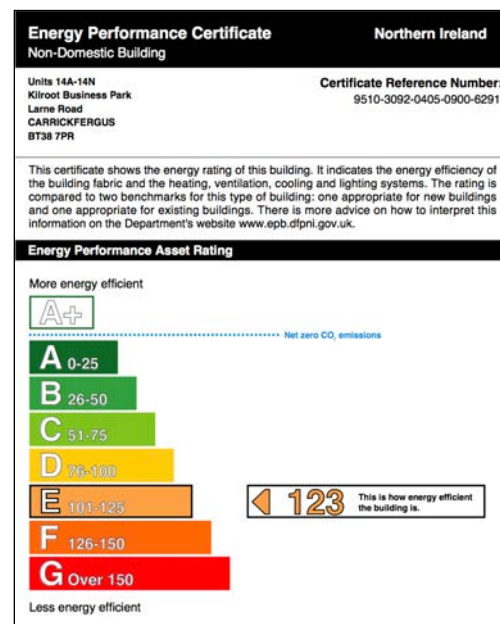 Energy Performance Certificate
Northern Ireland
Non-Domestic Building
Units 14A-14N
Kilroot Business Park
Larne Road
CARRICKFERGUS
BT38 7PR
Certificate Reference Number:
9510-3092-0405-0900-6291
This certificate shows the energy rating of this building. It indicates the energy efficiency of
the building fabric and the heating, ventilation, cooling and lighting systems. The rating is
compared to two benchmarks for this type of building: one appropriate for new buildings
and one appropriate for existing buildings. There is more advice on how to interpret this
information on the Department's website www.epb.dfpni.gov.uk.
Energy Performance Asset Rating
More energy efficient
A+
Net zero CO₂ emissions
A 0-25
B 26-50
C 51-75
D 76-100
E 101-125
123 This is how energy efficient
the building is.
F 126-150
G Over 150
Less energy efficient